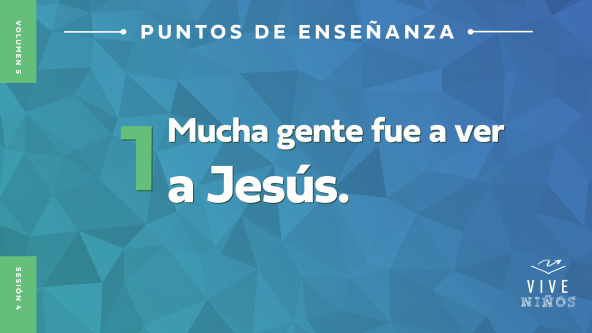 VOLUMEN 5
PUNTOS DE ENSEÑANZA
1
Mucha gente fue a ver
a Jesús.
SESIÓN 4
VIVE
NIÑOS